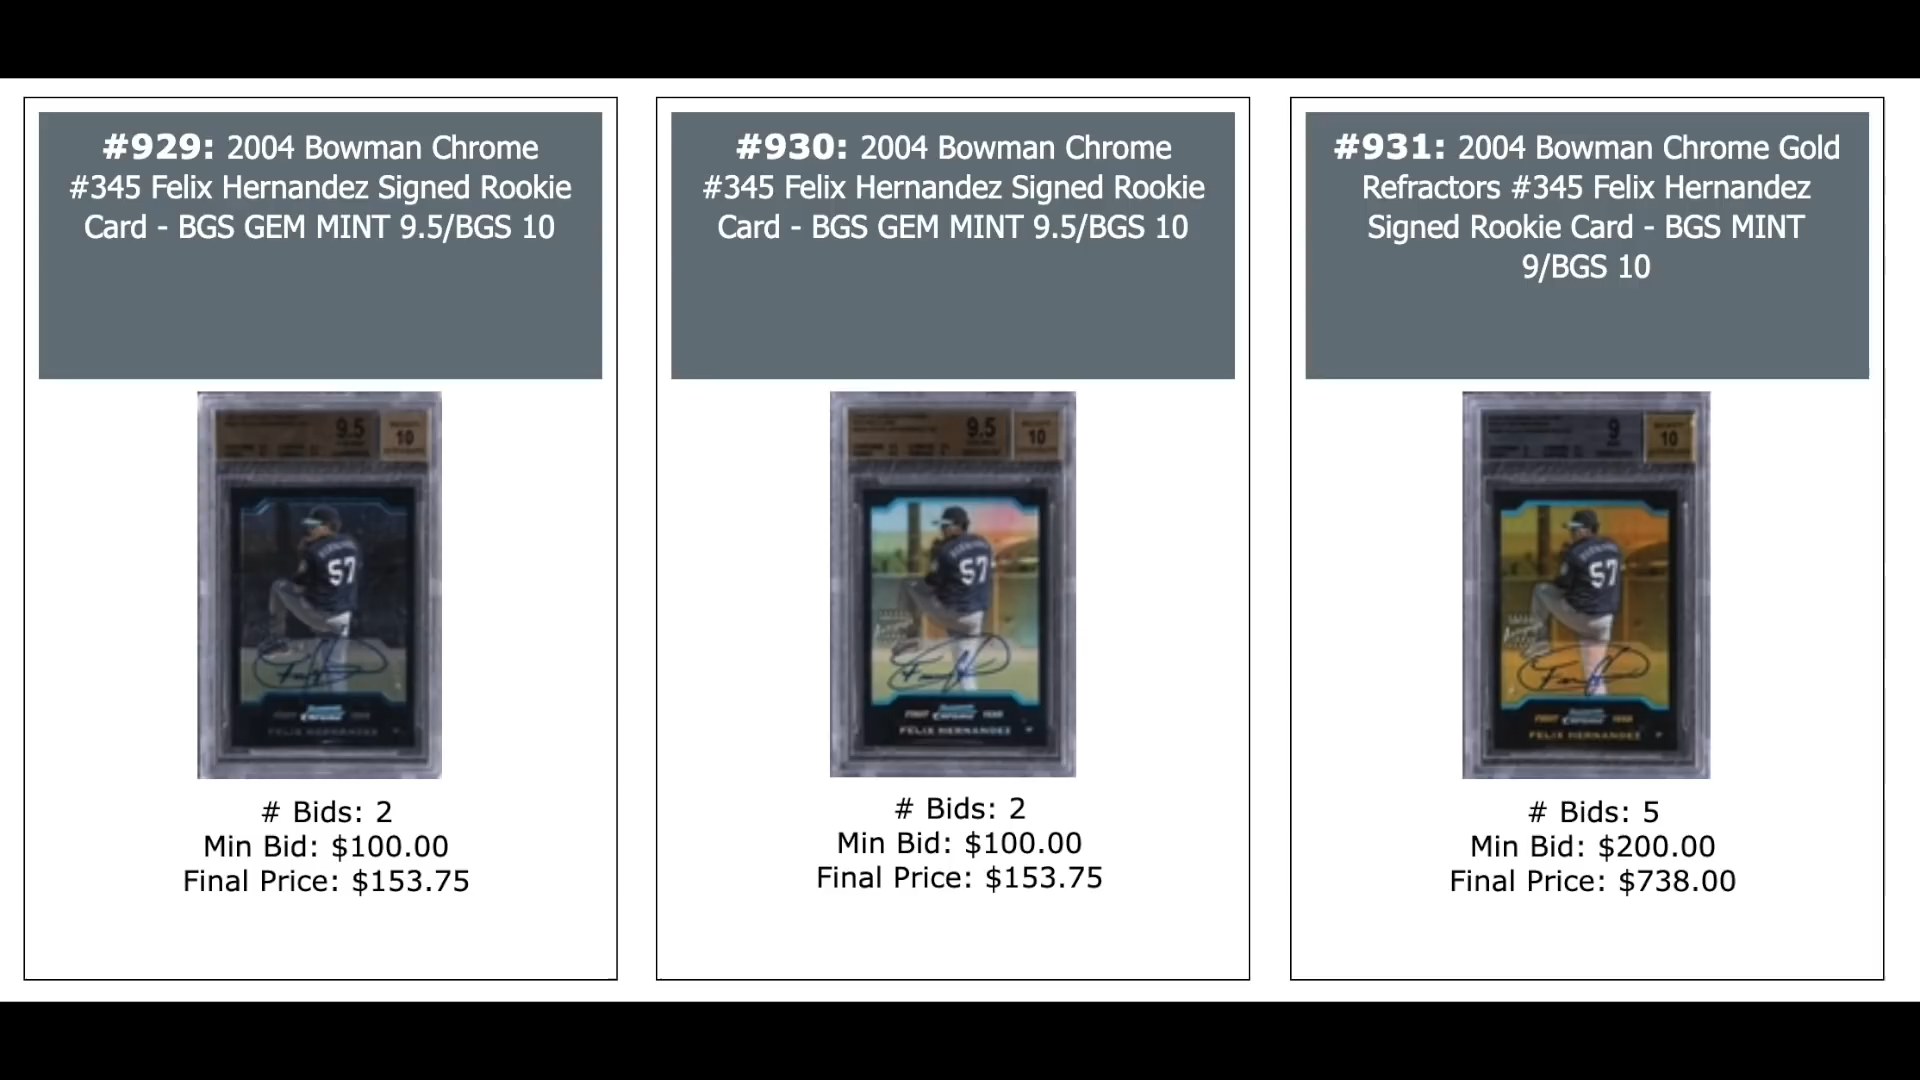 #929: 2004 Bowman Chrome
#345 Felix Hernandez Signed Rookie
Card - BGS GEM MINT 9.5/BGS 10
9.5
10
57
# Bids: 2
Min Bid: $100.00
Final Price: $153.75
#930: 2004 Bowman Chrome
#345 Felix Hernandez Signed Rookie
Card - BGS GEM MINT 9.5/BGS 10
9.5
10
57
FELIX HERNANDEZ
# Bids: 2
Min Bid: $100.00
Final Price: $153.75
#931: 2004 Bowman Chrome Gold
Refractors #345 Felix Hernandez
Signed Rookie Card - BGS MINT
9/BGS 10
9
10
57
FELIX HERNANDEZ
# Bids: 5
Min Bid: $200.00
Final Price: $738.00